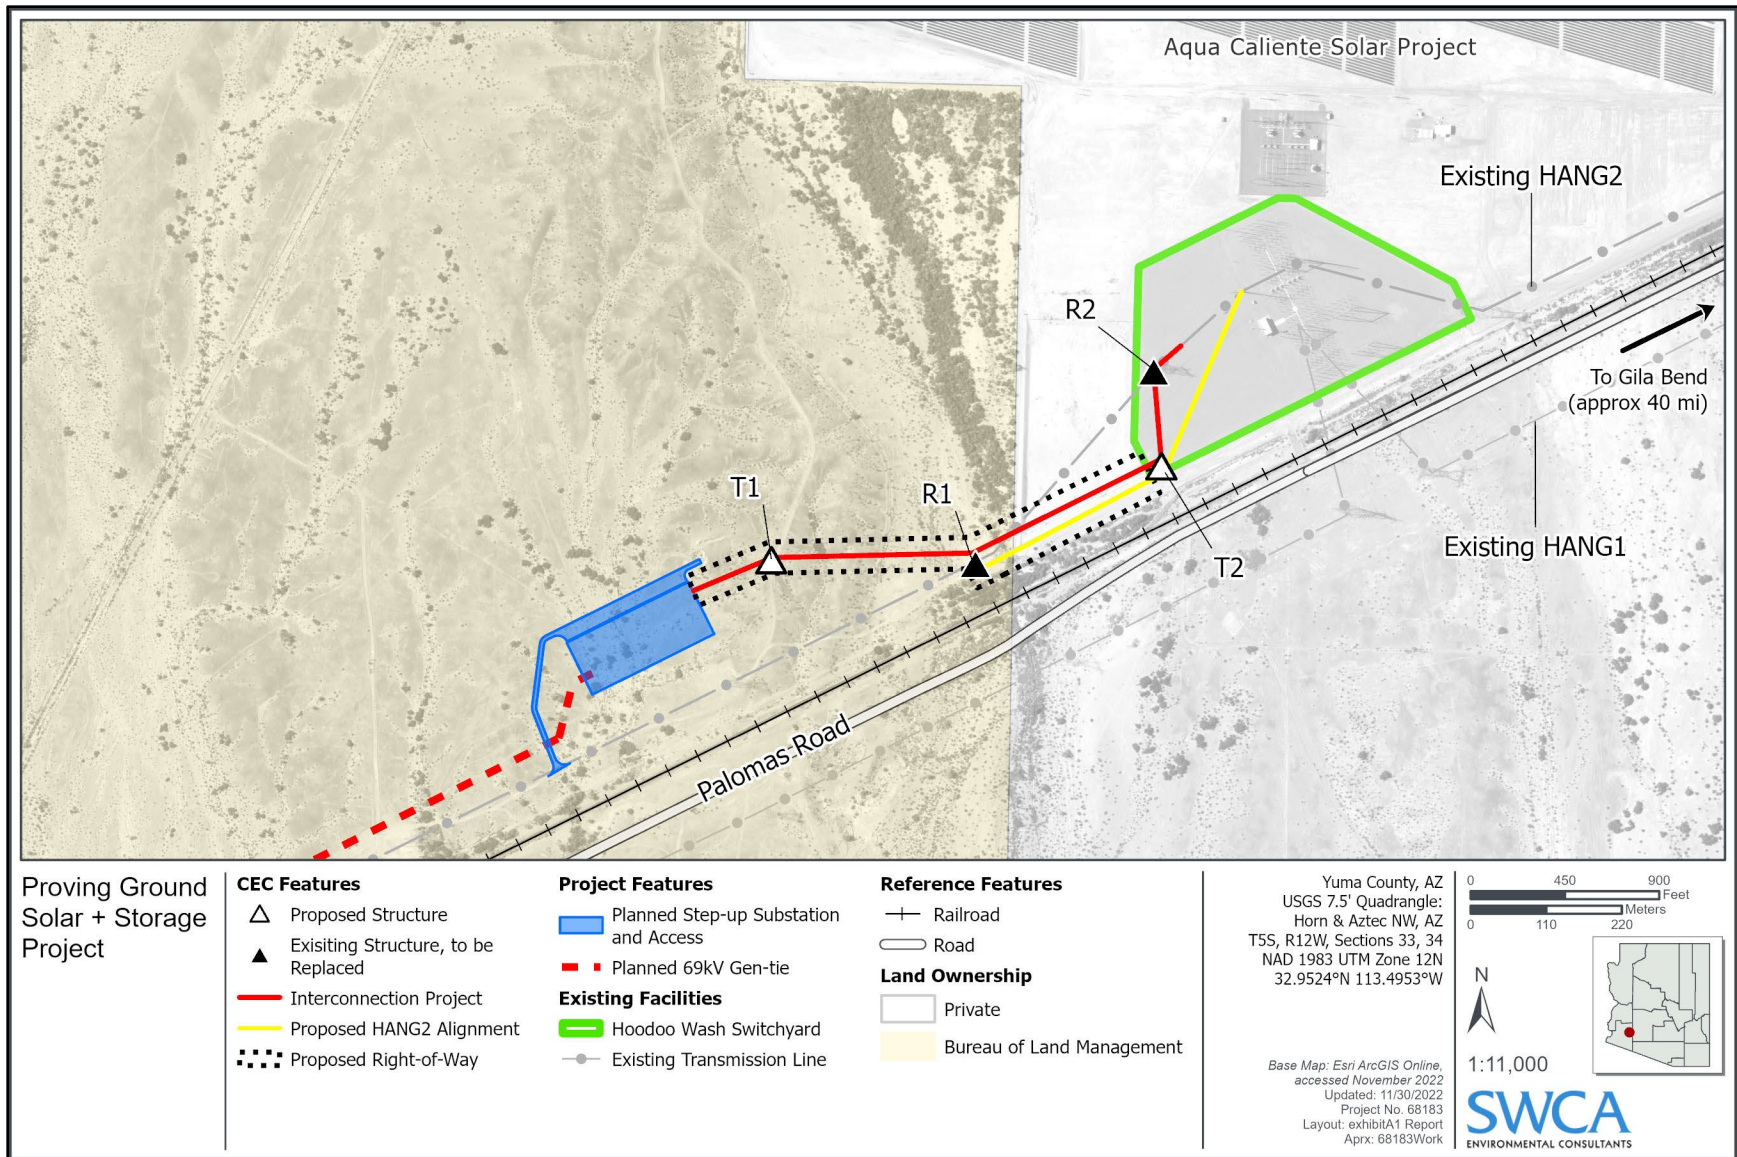 Aqua Caliente Solar Project
Existing HANG2
R2
To Gila Bend
(approx 40 mi)
T1
R1
Existing HANG1
T2
Palomas Road
Proving Ground
Solar + Storage
Project
CEC Features
Proposed Structure
Exisiting Structure, to be
Replaced
Interconnection Project
Proposed HANG2 Alignment
Proposed Right-of-Way
Project Features
Planned Step-up Substation
and Access
Planned 69kV Gen-tie
Existing Facilities
Hoodoo Wash Switchyard
Existing Transmission Line
Reference Features
Railroad
Road
Land Ownership
Private
Bureau of Land Management
Yuma County, AZ
USGS 7.5' Quadrangle:
Horn & Aztec NW, AZ
T5S, R12W, Sections 33, 34
NAD 1983 UTM Zone 12N
32.9524°N 113.4953°W
Base Map: Esri ArcGIS Online,
accessed November 2022
Updated: 11/30/2022
Project No. 68183
Layout: exhibitA1 Report
Aprx: 68183Work
0 450 900
Feet
Meters
0 110 220
N
1:11,000
SWCA
ENVIRONMENTAL CONSULTANTS